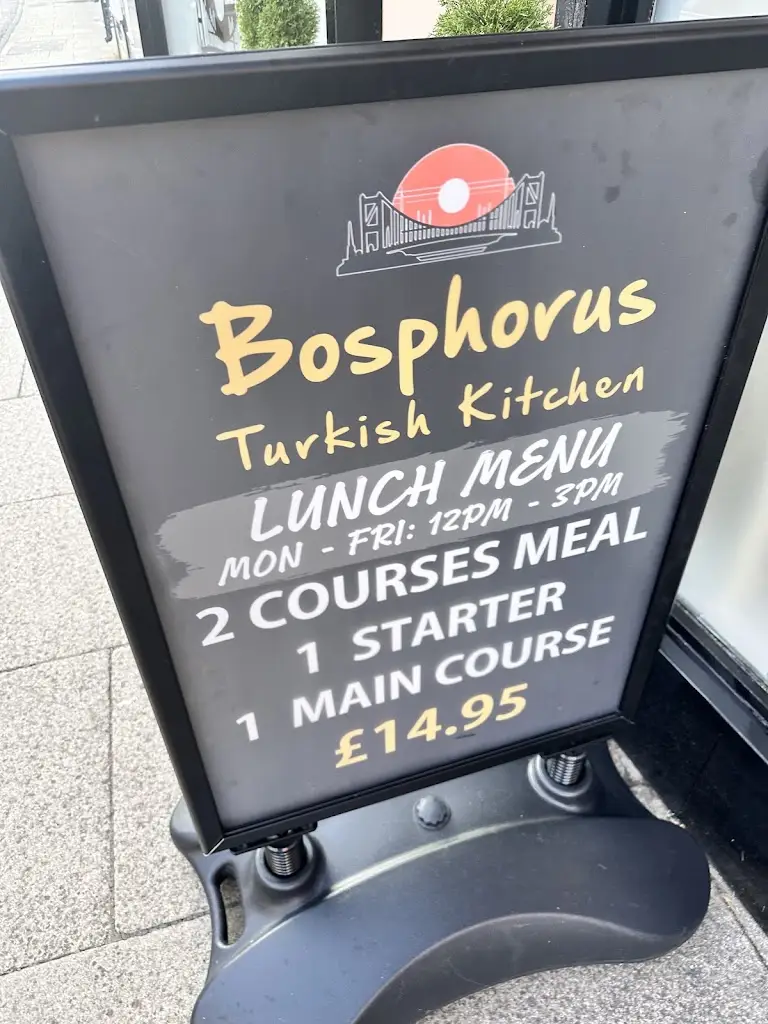 Bosphorus
Turkish Kitchen
LUNCH MENU
MON - FRI: 12PM - 3PM
2 COURSES MEAL
1 STARTER
1 MAIN COURSE
£14.95